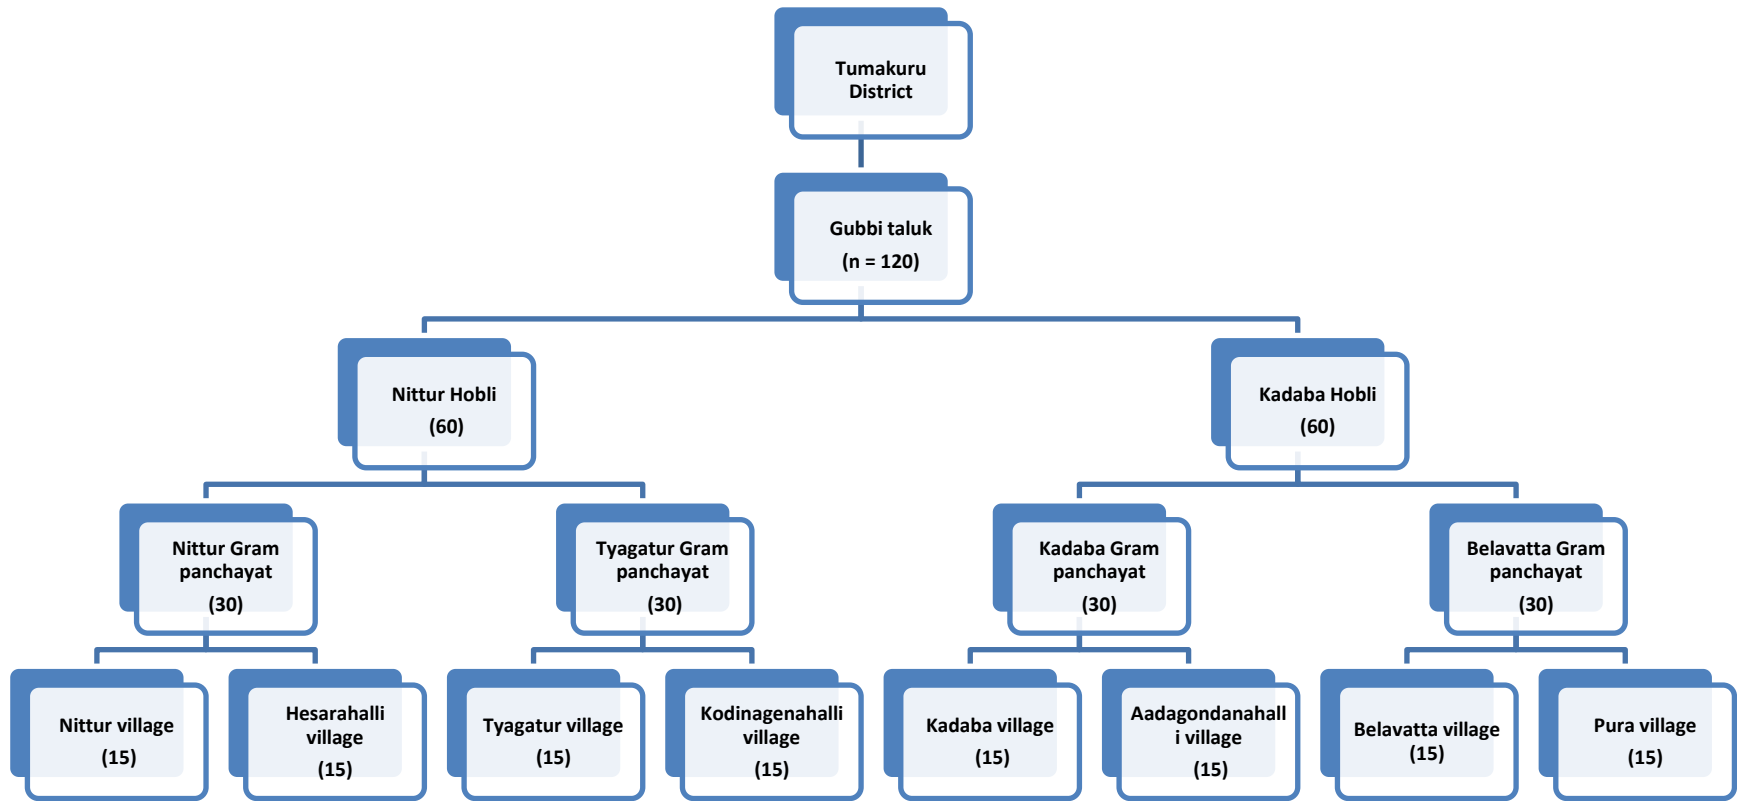 Tumakuru
District
Gubbi taluk
(n = 120)
Nittur Hobli
(60)
Kadaba Hobli
(60)
Nittur Gram
panchayat
(30)
Tyagatur Gram
panchayat
(30)
Kadaba Gram
panchayat
(30)
Belavatta Gram
panchayat
(30)
Nittur village
(15)
Hesarahalli
village
(15)
Tyagatur village
(15)
Kodinagenahalli
village
(15)
Kadaba village
(15)
Aadagondanahall
i village
(15)
Belavatta village
(15)
Pura village
(15)